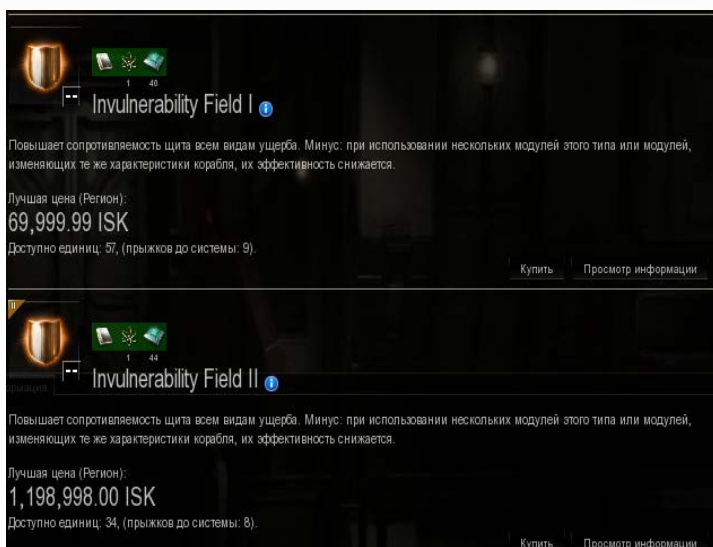 1 40
Invulnerability Field I
Повышает сопротивляемость щита всем видам ущерба. Минус: при использовании нескольких модулей этого типа или модулей,
изменяющих те же характеристики корабля, их эффективность снижается.
Лучшая цена (Регион):
69,999.99 ISK
Доступно единиц: 57, (прыжков до системы: 9).
Купить Просмотр информации
II
1 44
Invulnerability Field II
Повышает сопротивляемость щита всем видам ущерба. Минус: при использовании нескольких модулей этого типа или модулей,
изменяющих те же характеристики корабля, их эффективность снижается.
Лучшая цена (Регион):
1,198,998.00 ISK
Доступно единиц: 34, (прыжков до системы: 8).
Купить Просмотр информации